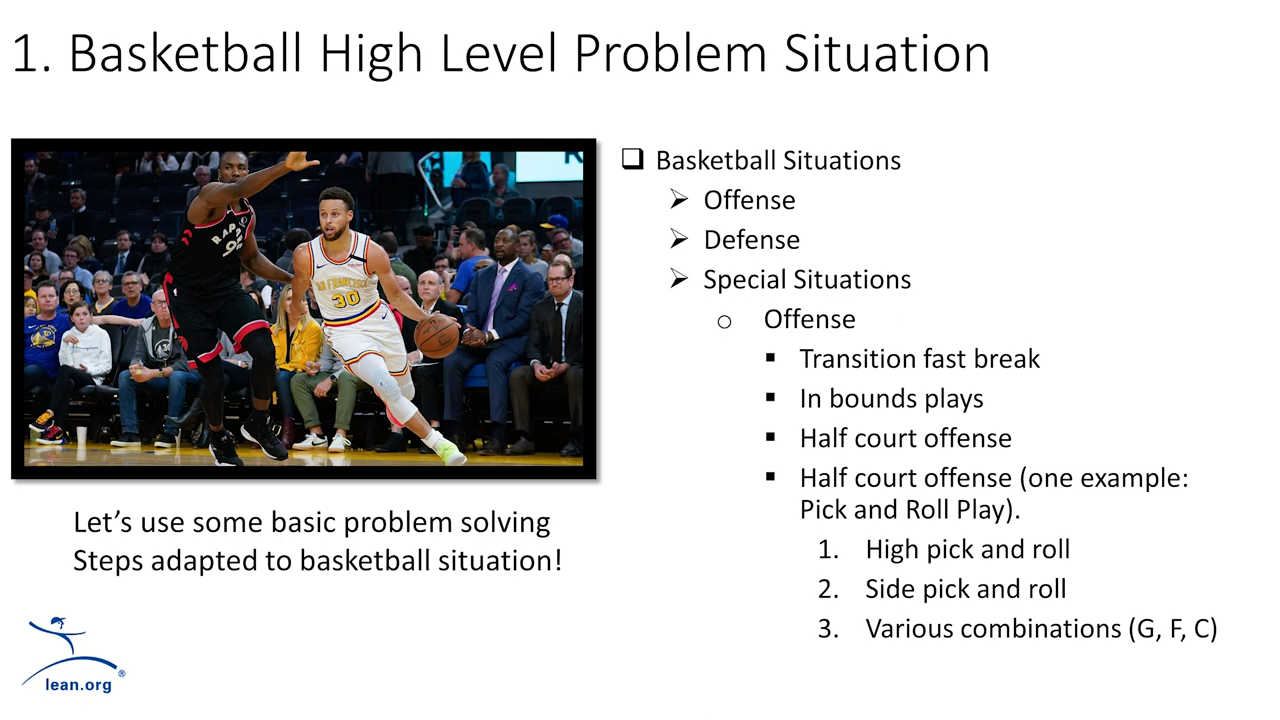 1. Basketball High Level Problem Situation
Basketball Situations
Offense
Defense
Special Situations
Offense
Transition fast break
In bounds plays
Half court offense
Half court offense (one example:
Pick and Roll Play).
1. High pick and roll
2. Side pick and roll
3. Various combinations (G, F, C)
SAN FRANCISCO
30
Let’s use some basic problem solving
Steps adapted to basketball situation!
lean.org®